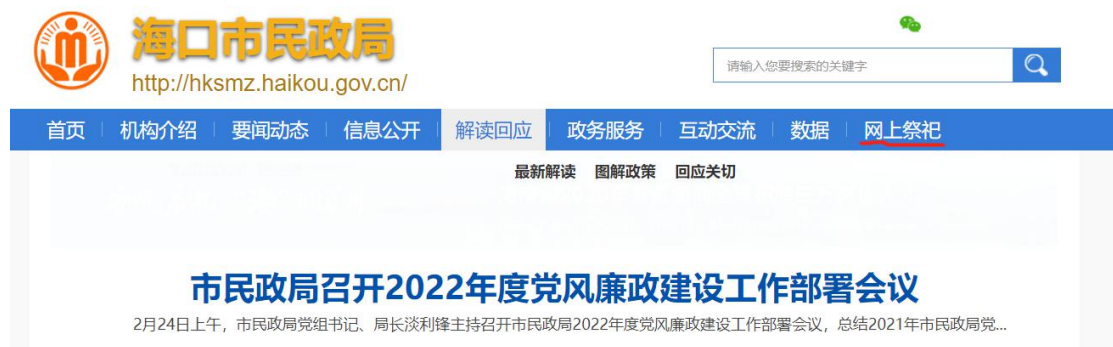 海口市民政局
http://hksmz.haikou.gov.cn/
请输入您要搜索的关键字
首页 机构介绍 要闻动态 信息公开 解读回应 政务服务 互动交流 数据 网上祭祀
最新解读 图解政策 回应关切
市民政局召开2022年度党风廉政建设工作部署会议
2月24日上午，市民政局党组书记、局长淡利锋主持召开市民政局2022年度党风廉政建设工作部署会议，总结2021年市民政局党...